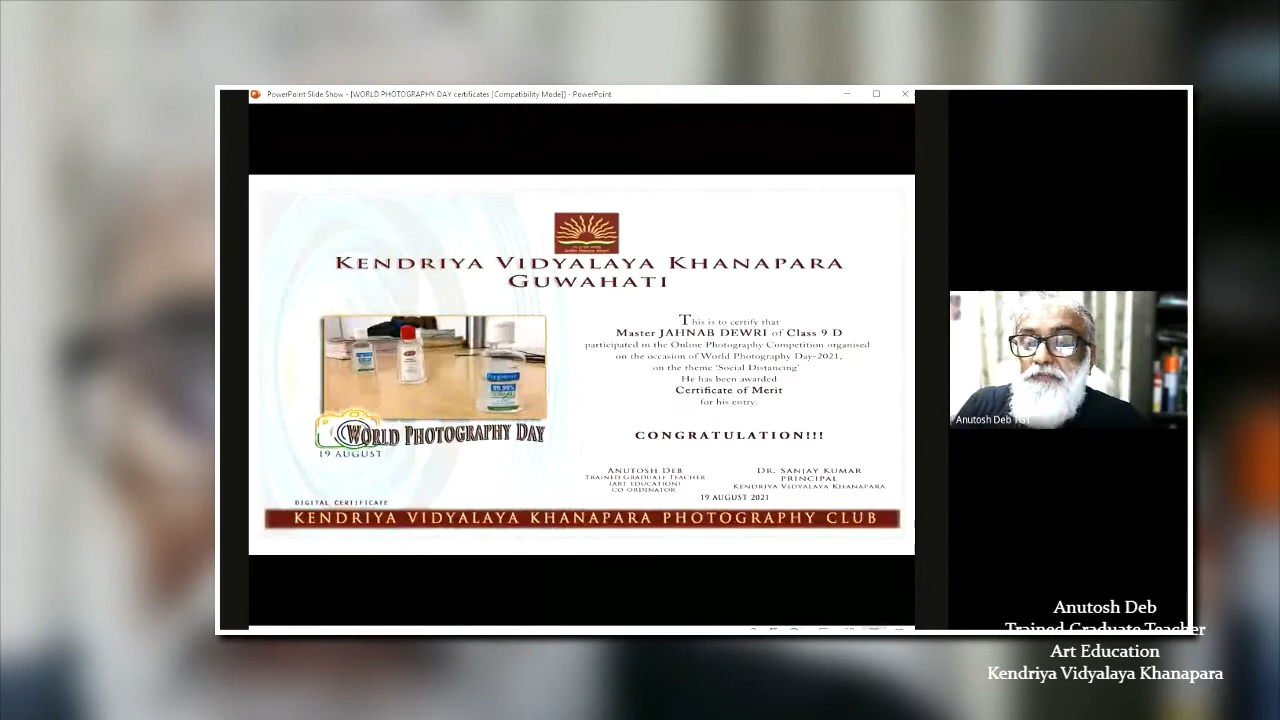 PowerPoint Slide Show - [WORLD PHOTOGRAPHY DAY certificates [Compatibility Mode]] - PowerPoint
KENDRIYA VIDYALAYA KHANAPARA
GUWAHATI
This is to certify that
Master JAHNAB DEWRI of Class 9 D
participated in the Online Photography Competition organised
on the occasion of World Photography Day-2021,
on the theme 'Social Distancing'
He has been awarded
Certificate of Merit
for his entry.
hygienic
99.99%
WORLD PHOTOGRAPHY DAY
19 AUGUST
CONGRATULATION!!!
ANUTOSH DEB
TRAINED GRADUATE TEACHER
(ART EDUCATION)
CO ORDINATOR
DR. SANJAY KUMAR
PRINCIPAL
KENDRIYA VIDYALAYA KHANAPARA
19 AUGUST 2021
DIGITAL CERTIFICATE
KENDRIYA VIDYALAYA KHANAPARA PHOTOGRAPHY CLUB
Anutosh Deb TGT
Anutosh Deb
Trained Graduate Teacher
Art Education
Kendriya Vidyalaya Khanapara